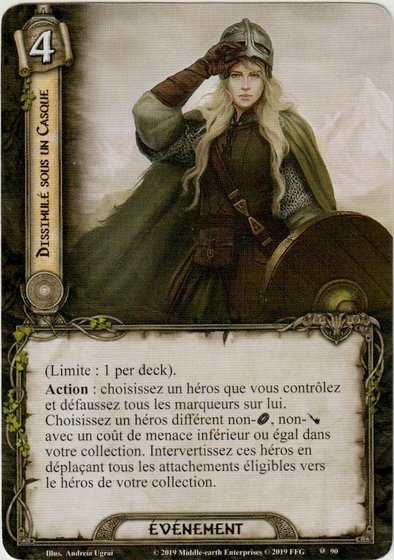 4
DISSIMULÉ SOUS UN CASQUE
(Limite : 1 per deck).
Action : choisissez un héros que vous contrôlez
et défaussez tous les marqueurs sur lui.
Choisissez un héros différent non- , non-
avec un coût de menace inférieur ou égal dans
votre collection. Intervertissez ces héros en
déplaçant tous les attachements éligibles vers
le héros de votre collection.
ÉVÉNEMENT
Illus. Andreia Ugrai © 2019 Middle-earth Enterprises © 2019 FFG 90